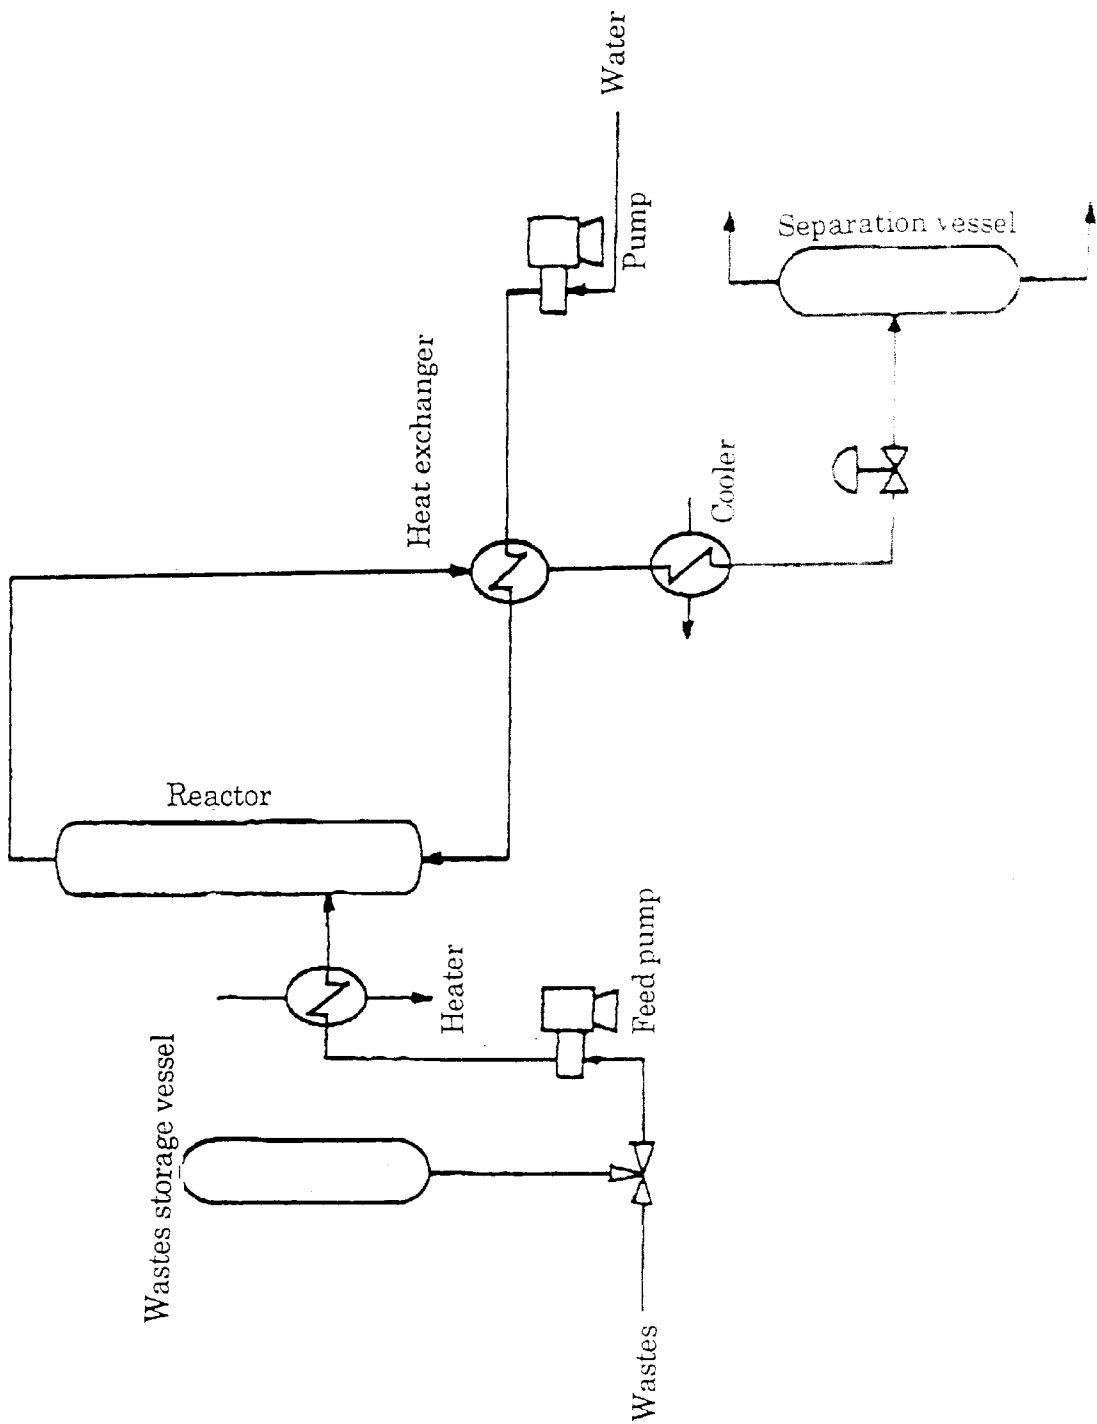 Wastes storage vessel
Wastes
Heater
Feed pump
Reactor
Heat exchanger
Cooler
Pump
Water
Separation vessel